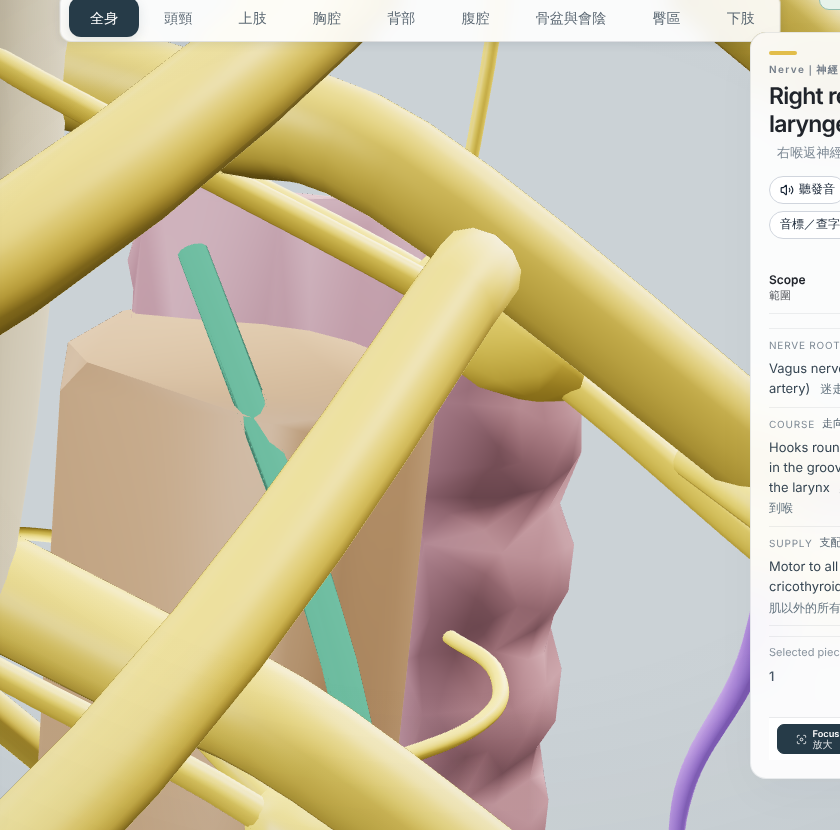 全身 頭頸 上肢 胸腔 背部 腹腔 骨盆與會陰 臀區 下肢
Nerve | 神經
Right re
larynge
右喉返神經
聽發音
音標／查字
Scope
範圍
NERVE ROOT
Vagus nerv
artery) 迷走
COURSE 走向
Hooks roun
in the groov
the larynx
到喉
SUPPLY 支配
Motor to all
cricothyroid
肌以外的所有
Selected piec
1
Focus
放大